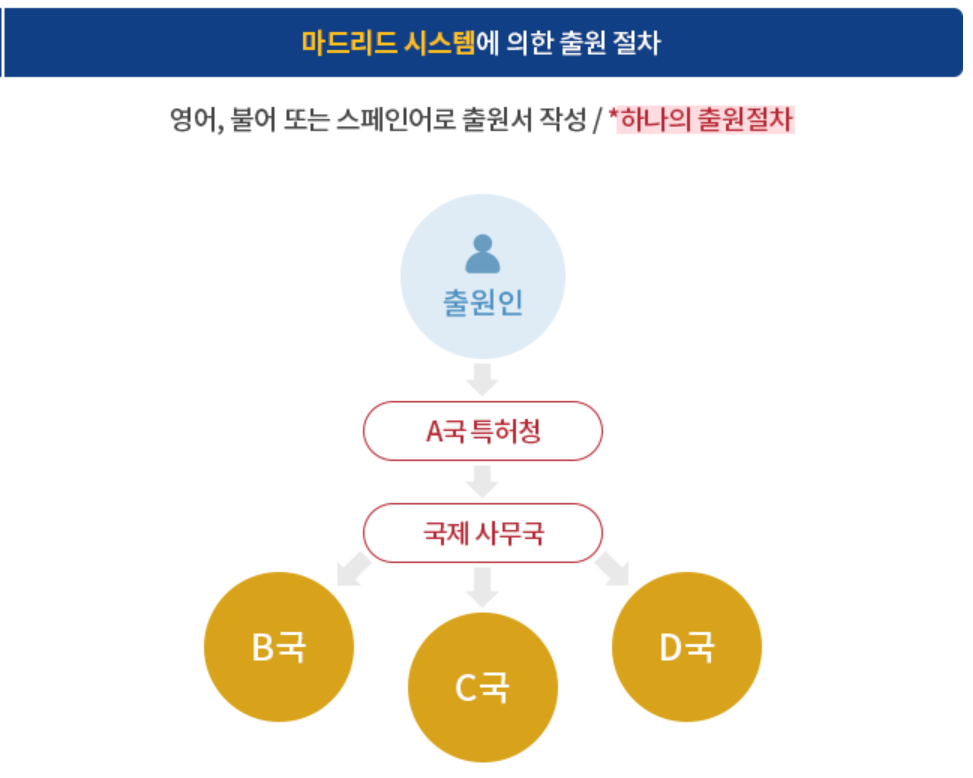 마드리드 시스템에 의한 출원 절차
영어, 불어 또는 스페인어로 출원서 작성 / *하나의 출원절차
출원인
A국 특허청
국제 사무국
B국
C국
D국